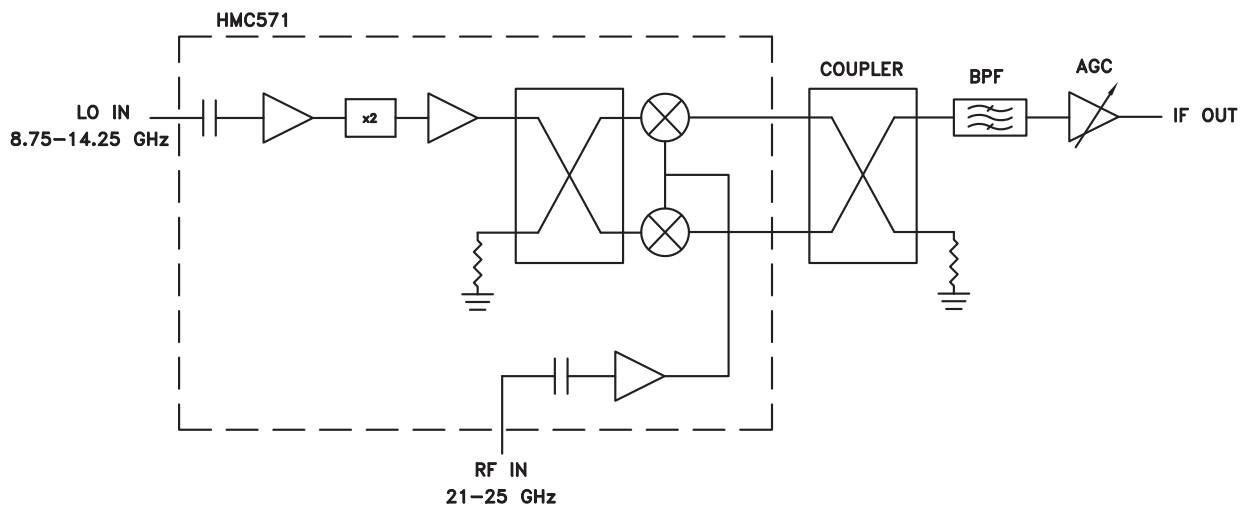 HMC571
LO IN
8.75–14.25 GHz
x2
COUPLER
BPF
AGC
IF OUT
RF IN
21–25 GHz